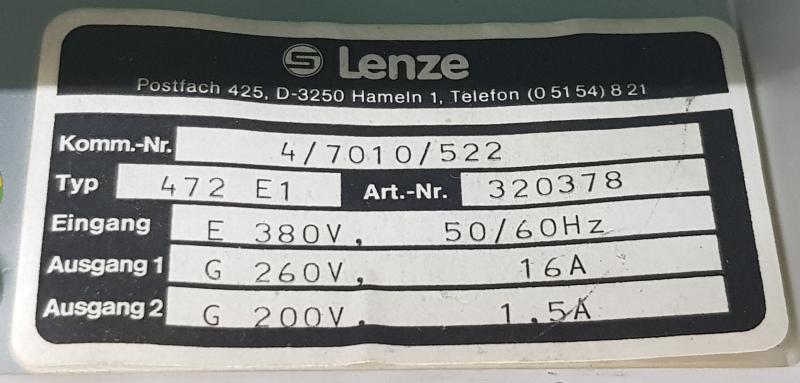 Lenze
Postfach 425, D-3250 Hameln 1, Telefon (0 51 54) 8 21
Komm.-Nr. 4/7010/522
Typ 472 E1 Art.-Nr. 320378
Eingang E 380V, 50/60Hz
Ausgang 1 G 260V, 16A
Ausgang 2 G 200V, 1.5A